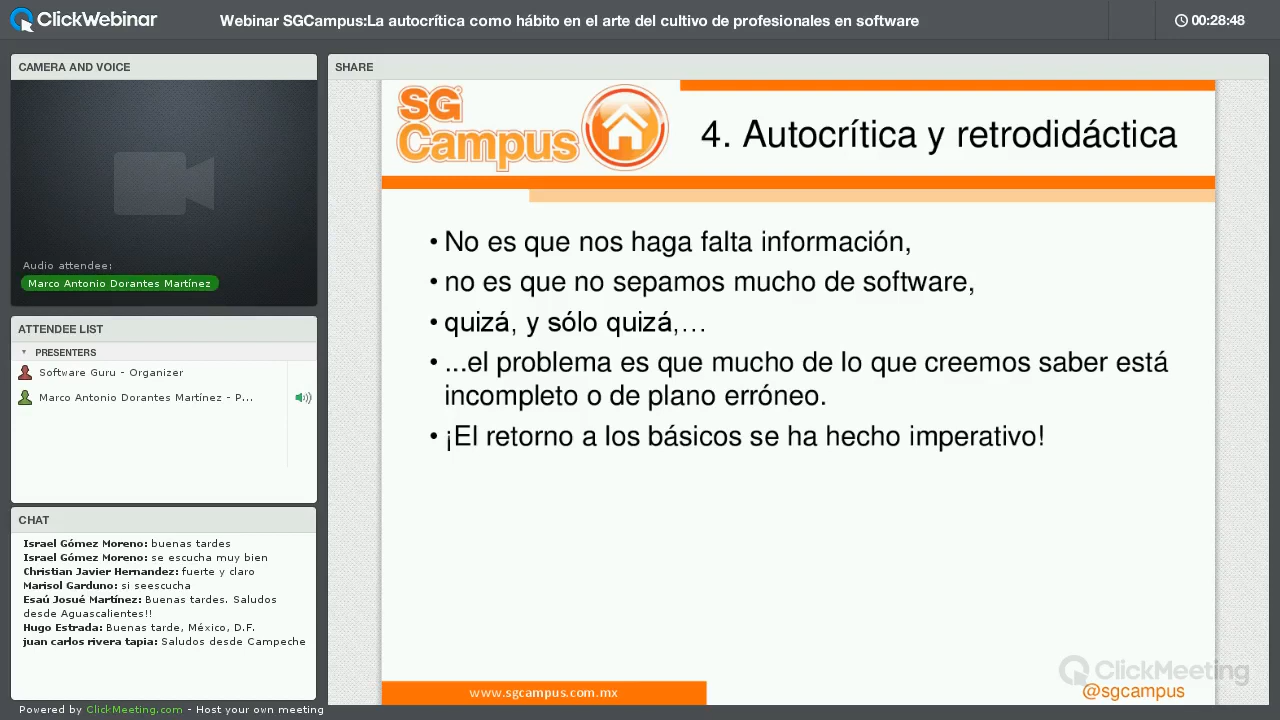 ClickWebinar
Webinar SGCampus:La autocrítica como hábito en el arte del cultivo de profesionales en software
00:28:48
CAMERA AND VOICE
Audio attendee:
Marco Antonio Dorantes Martínez
ATTENDEE LIST
PRESENTERS
Software Guru - Organizer
Marco Antonio Dorantes Martínez - P...
CHAT
Israel Gómez Moreno: buenas tardes
Israel Gómez Moreno: se escucha muy bien
Christian Javier Hernandez: fuerte y claro
Marisol Garduno: si seescucha
Esaú Josué Martínez: Buenas tardes. Saludos
desde Aguascalientes!!
Hugo Estrada: Buenas tarde, México, D.F.
juan carlos rivera tapia: Saludos desde Campeche
Powered by ClickMeeting.com - Host your own meeting
SHARE
SG
Campus
4. Autocrítica y retrodidáctica
• No es que nos haga falta información,
• no es que no sepamos mucho de software,
• quizá, y sólo quizá,…
• ...el problema es que mucho de lo que creemos saber está
incompleto o de plano erróneo.
• ¡El retorno a los básicos se ha hecho imperativo!
www.sgcampus.com.mx
ClickMeeting
@sgcampus